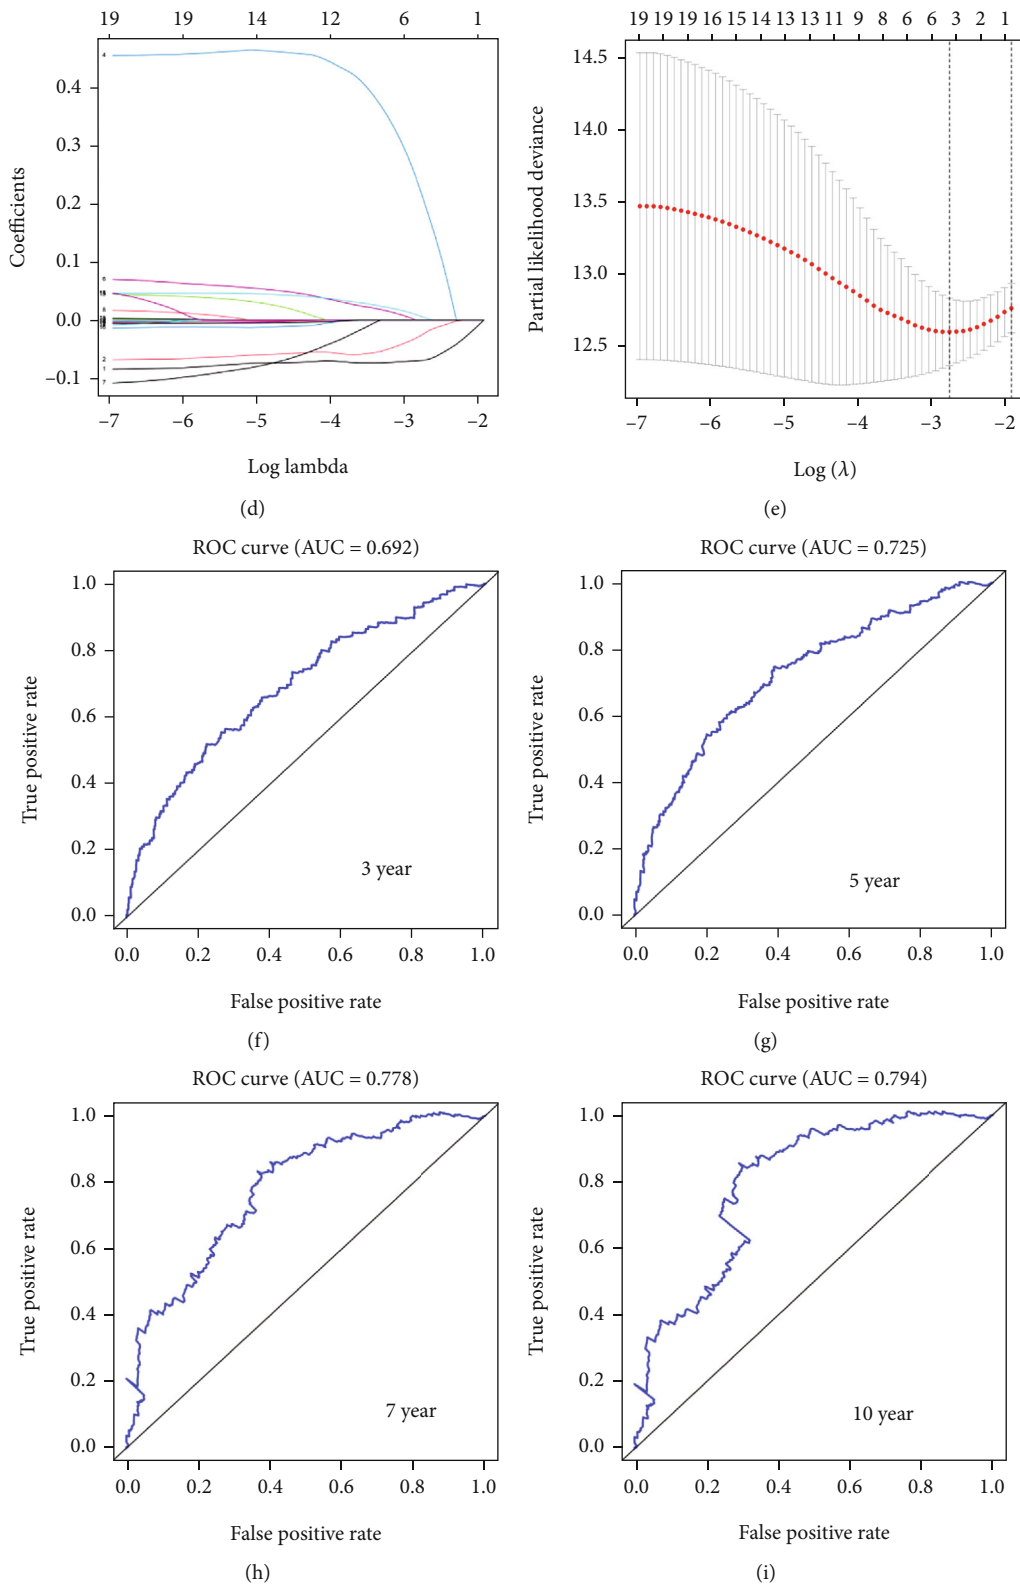 19 19 14 12 6 1
0.4
0.3
0.2
0.1
0.0
−0.1
Coefficients
4
6
8
2
1
7
−7 −6 −5 −4 −3 −2
Log lambda
(d)
19 19 19 16 15 14 13 13 11 9 8 6 6 3 2 1
14.5
14.0
13.5
13.0
12.5
Partial likelihood deviance
−7 −6 −5 −4 −3 −2
Log (λ)
(e)
ROC curve (AUC = 0.692)
1.0
0.8
0.6
0.4
0.2
0.0
True positive rate
3 year
0.0 0.2 0.4 0.6 0.8 1.0
False positive rate
(f)
ROC curve (AUC = 0.725)
1.0
0.8
0.6
0.4
0.2
0.0
True positive rate
5 year
0.0 0.2 0.4 0.6 0.8 1.0
False positive rate
(g)
ROC curve (AUC = 0.778)
1.0
0.8
0.6
0.4
0.2
0.0
True positive rate
7 year
0.0 0.2 0.4 0.6 0.8 1.0
False positive rate
(h)
ROC curve (AUC = 0.794)
1.0
0.8
0.6
0.4
0.2
0.0
True positive rate
10 year
0.0 0.2 0.4 0.6 0.8 1.0
False positive rate
(i)